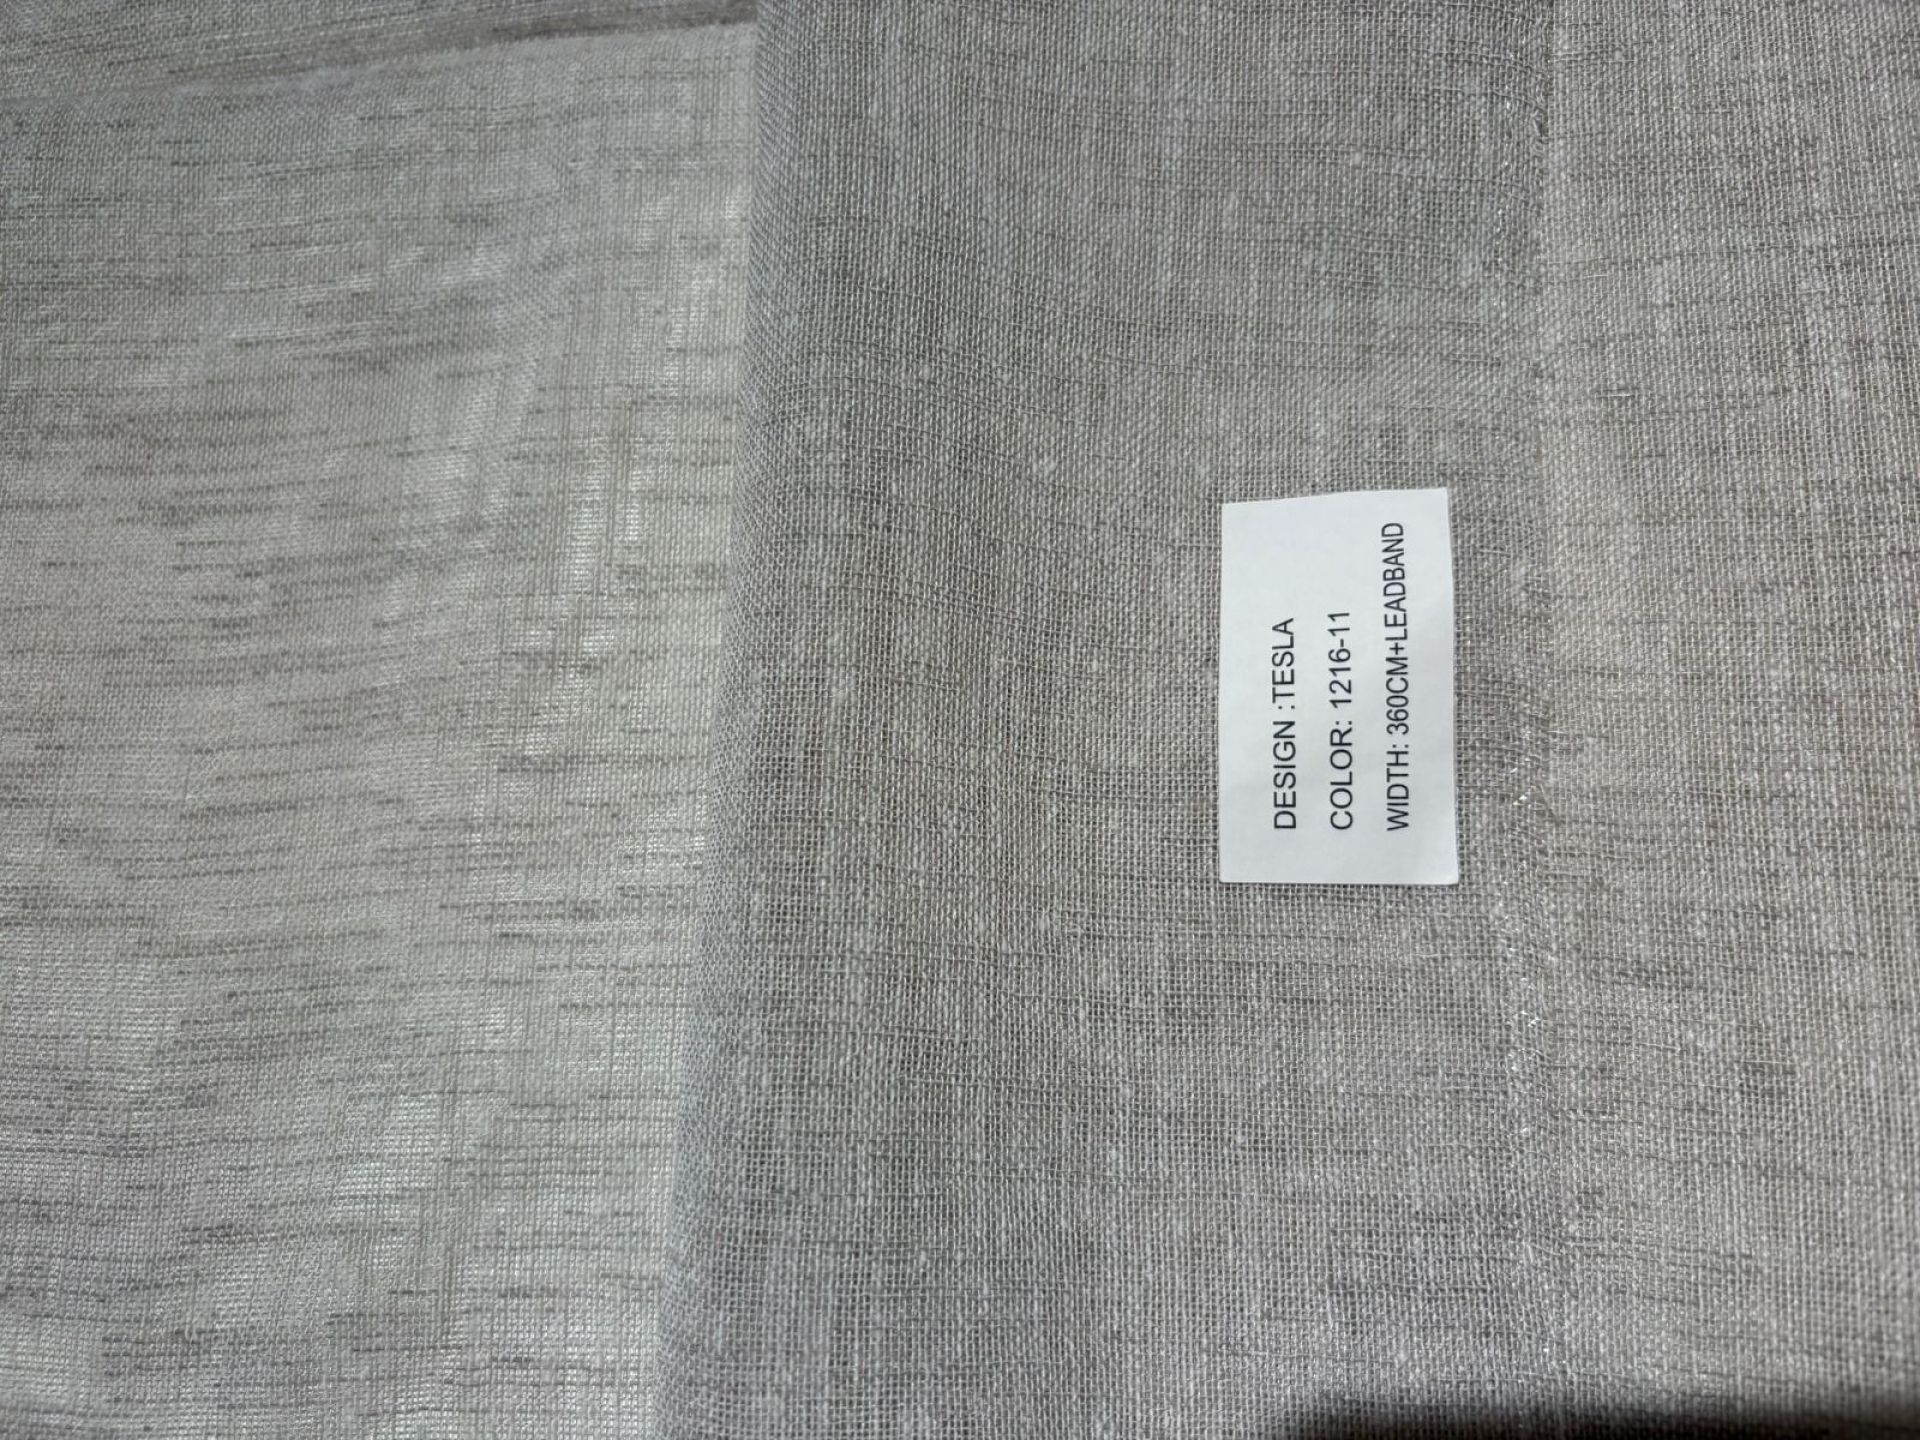 DESIGN :TESLA
COLOR: 1216-11
WIDTH: 360CM+LEADBAND